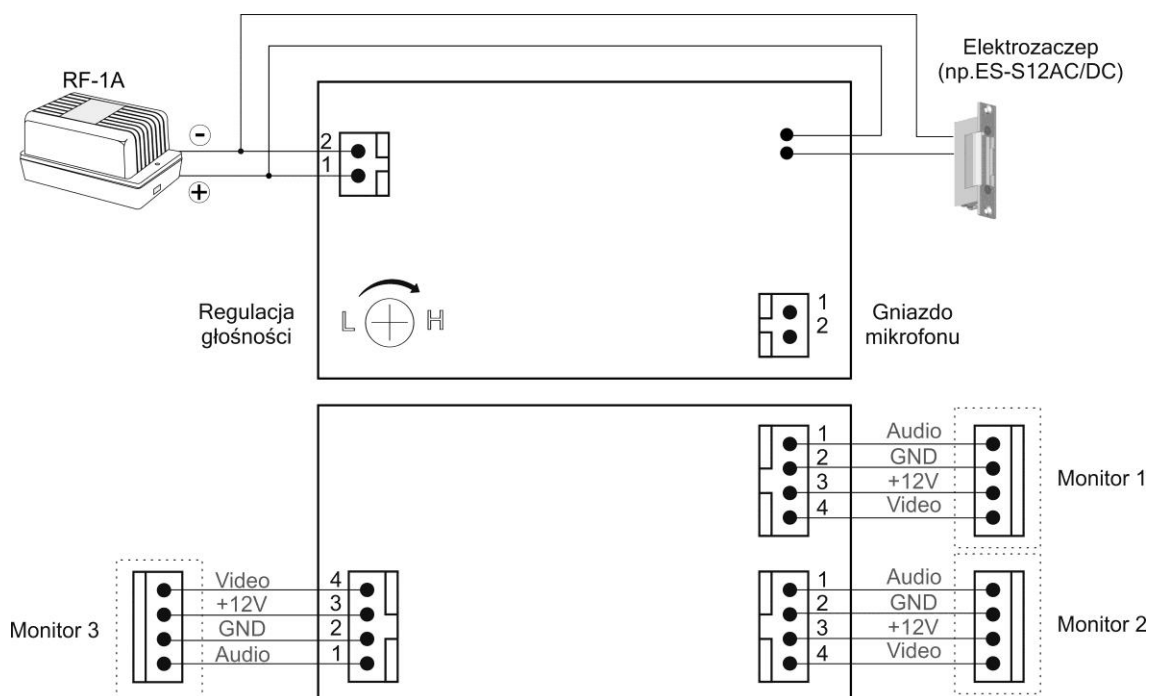 RF-1A
Elektrozaczep
(np.ES-S12AC/DC)
-
+
2
1
Regulacja
głośności
L
H
1
2
Gniazdo
mikrofonu
1 Audio
2 GND
3 +12V
4 Video
Monitor 1
Monitor 3
Video 4
+12V 3
GND 2
Audio 1
1 Audio
2 GND
3 +12V
4 Video
Monitor 2